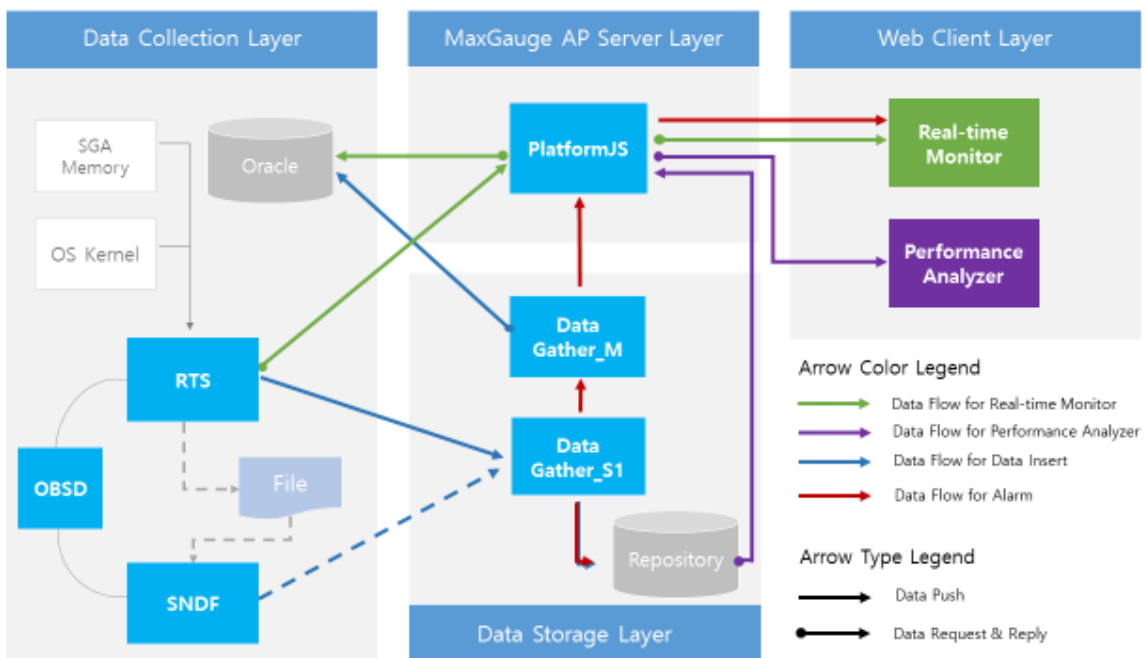 Data Collection Layer
MaxGauge AP Server Layer
Web Client Layer
SGA
Memory
OS Kernel
Oracle
PlatformJS
Real-time
Monitor
Performance
Analyzer
Data
Gather_M
RTS
Data
Gather_S1
OBSD
File
SNDF
Repository
Data Storage Layer
Arrow Color Legend
Data Flow for Real-time Monitor
Data Flow for Performance Analyzer
Data Flow for Data Insert
Data Flow for Alarm
Arrow Type Legend
Data Push
Data Request & Reply